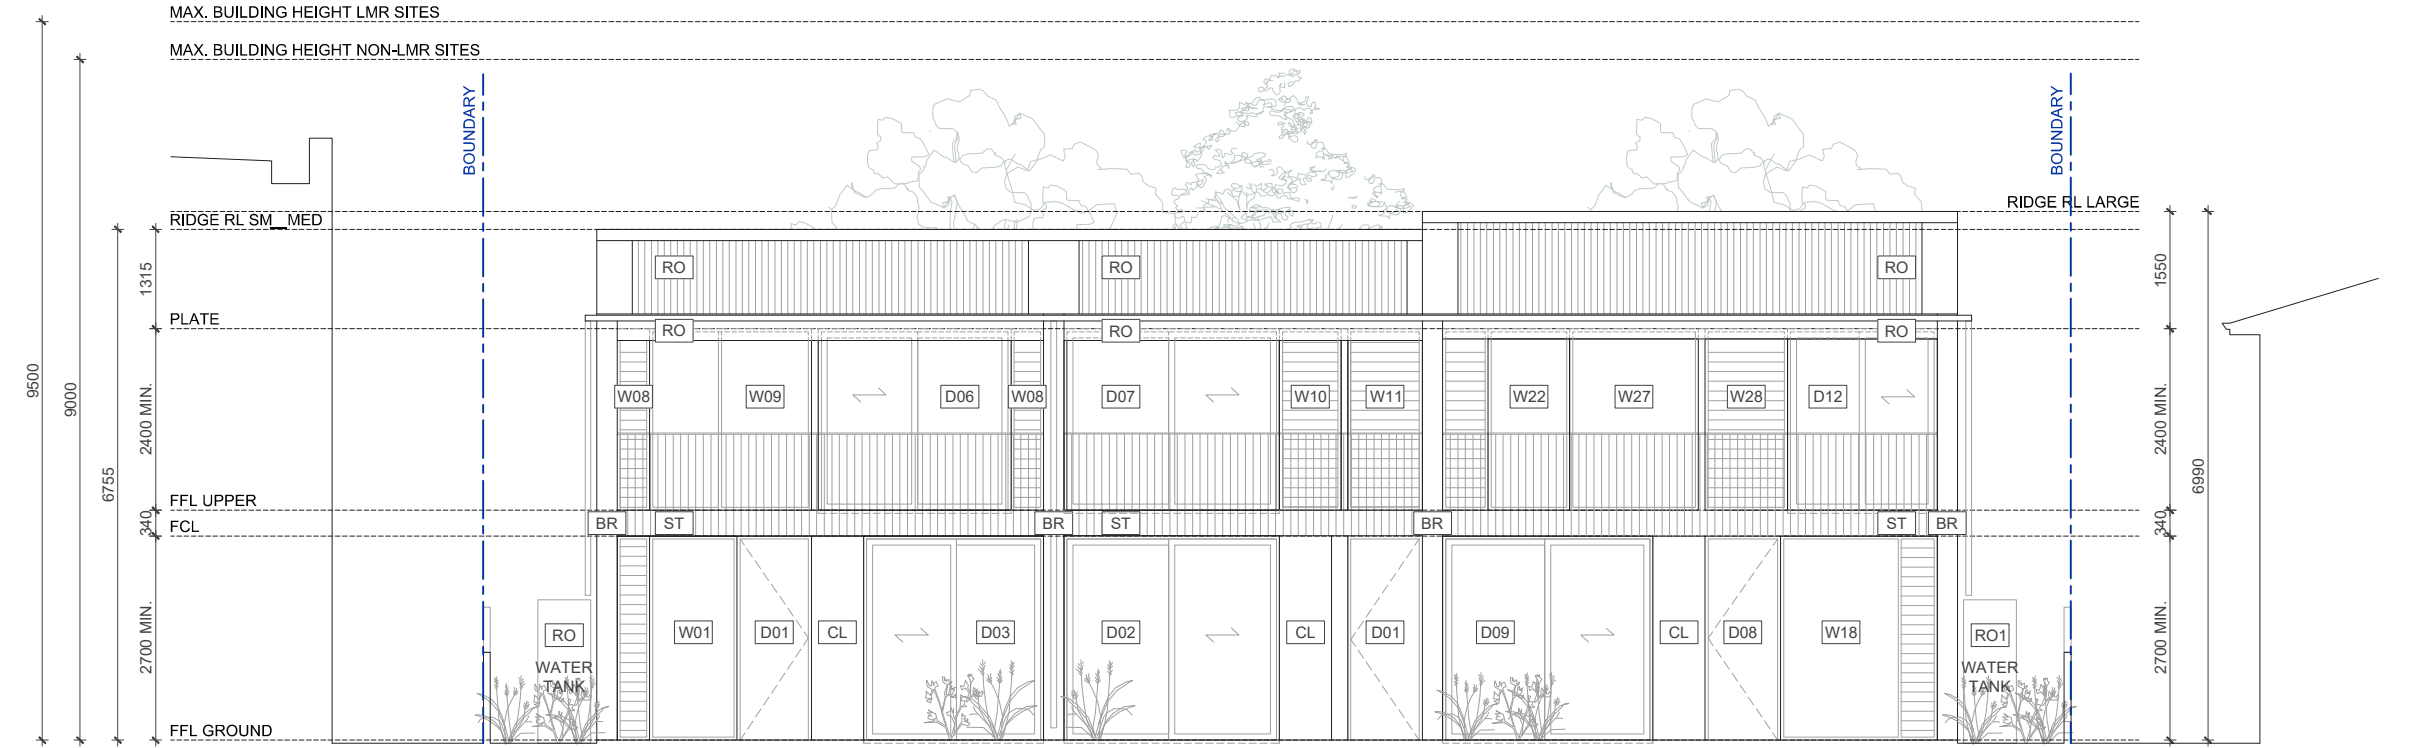 MAX. BUILDING HEIGHT LMR SITES
MAX. BUILDING HEIGHT NON-LMR SITES
BOUNDARY
BOUNDARY
RIDGE RL SM__MED
RIDGE RL LARGE
RO
RO
RO
1315
1550
PLATE
RO
RO
RO
9500
9000
6755
2400 MIN.
W08
W09
D06
W08
D07
W10
W11
W22
W27
W28
D12
2400 MIN.
6990
FFL UPPER
340
FCL
BR
ST
BR
ST
BR
ST
BR
340
2700 MIN.
RO
WATER
TANK
W01
D01
CL
D03
D02
CL
D01
D09
CL
D08
W18
RO1
WATER
TANK
2700 MIN.
FFL GROUND